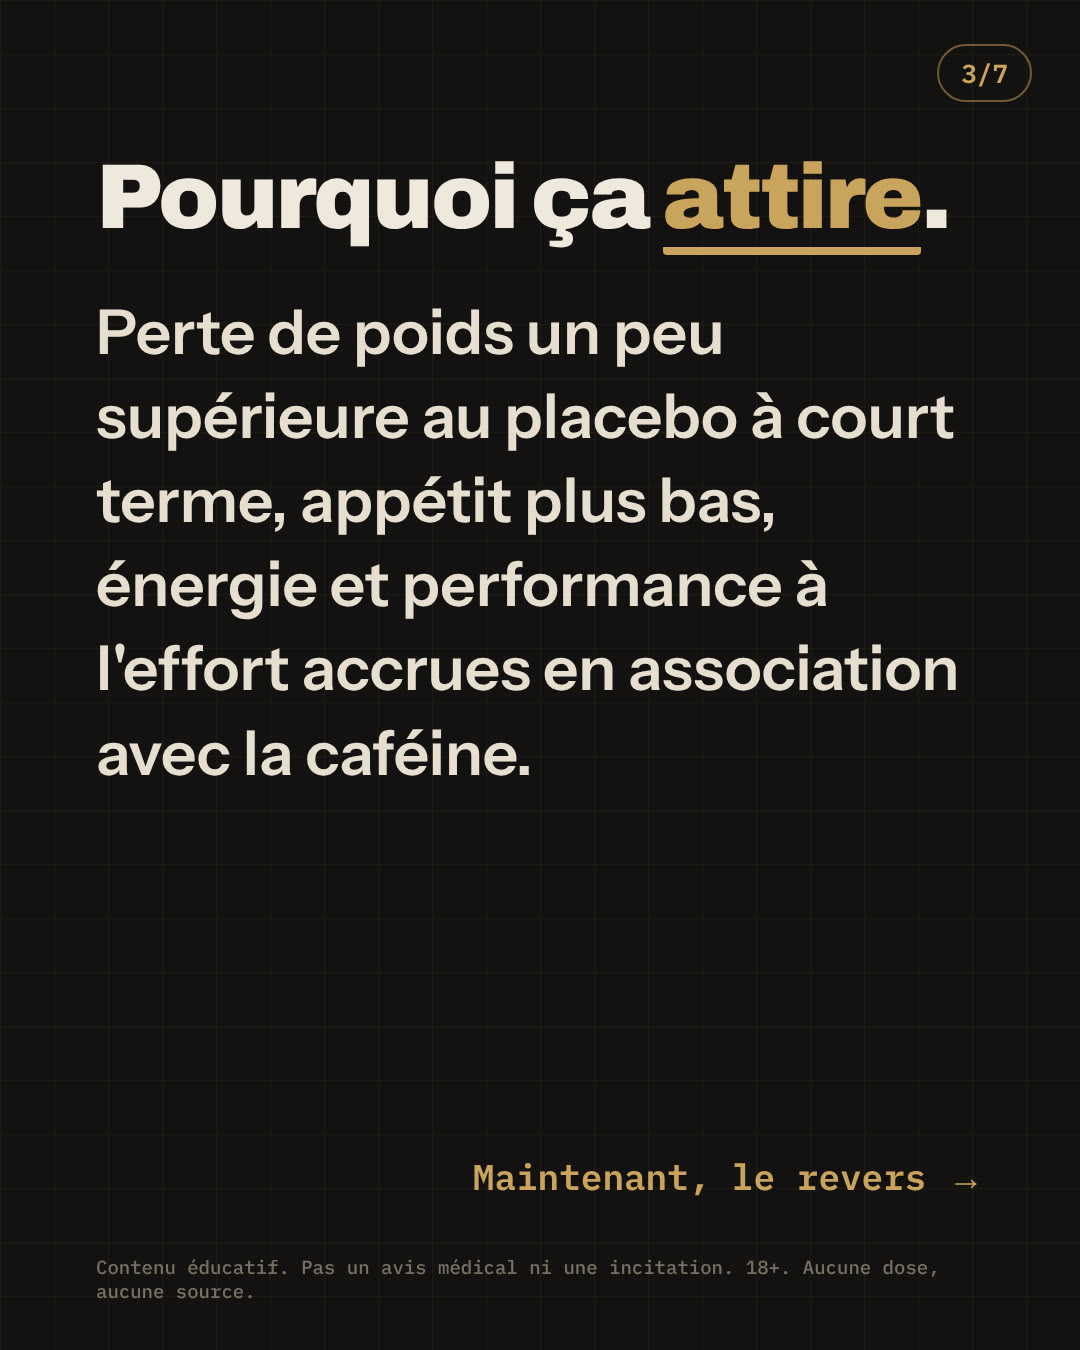 3/7
Pourquoi ça attire.
Perte de poids un peu
supérieure au placebo à court
terme, appétit plus bas,
énergie et performance à
l'effort accrues en association
avec la caféine.
Maintenant, le revers →
Contenu éducatif. Pas un avis médical ni une incitation. 18+. Aucune dose,
aucune source.